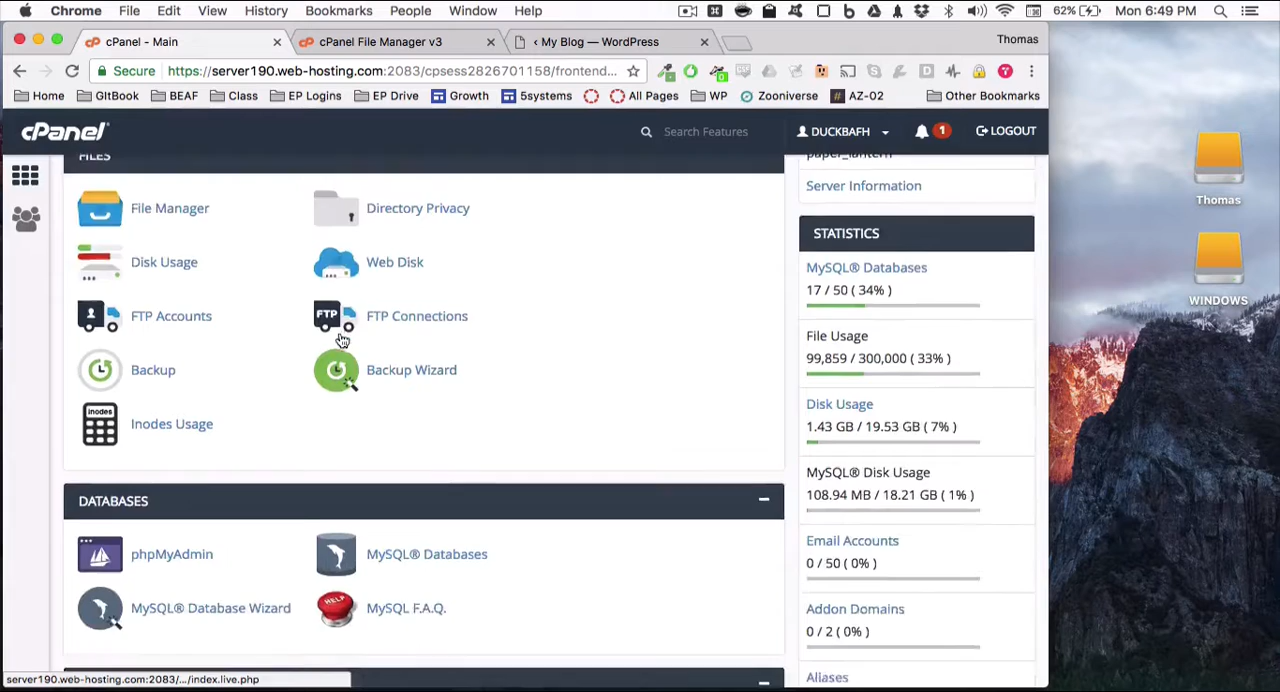 Chrome File Edit View History Bookmarks People Window Help 62% Mon 6:49 PM
cPanel - Main
cPanel File Manager v3
‹ My Blog — WordPress
Thomas
Secure https://server190.web-hosting.com:2083/cpsess2826701158/frontend...
Home GItBook BEAF Class EP Logins EP Drive Growth 5systems All Pages WP Zooniverse AZ-02 Other Bookmarks
cPanel
Search Features
DUCKBAFH
1
LOGOUT
FILES
File Manager
Directory Privacy
Disk Usage
Web Disk
FTP Accounts
FTP
FTP Connections
Backup
Backup Wizard
inodes
Inodes Usage
DATABASES
phpMyAdmin
MySQL® Databases
MySQL® Database Wizard
HELP
MySQL F.A.Q.
paper_lantern
Server Information
STATISTICS
MySQL® Databases
17 / 50 ( 34% )
File Usage
99,859 / 300,000 ( 33% )
Disk Usage
1.43 GB / 19.53 GB ( 7% )
MySQL® Disk Usage
108.94 MB / 18.21 GB ( 1% )
Email Accounts
0 / 50 ( 0% )
Addon Domains
0 / 2 ( 0% )
Aliases
Thomas
WINDOWS
server190.web-hosting.com:2083/.../index.live.php